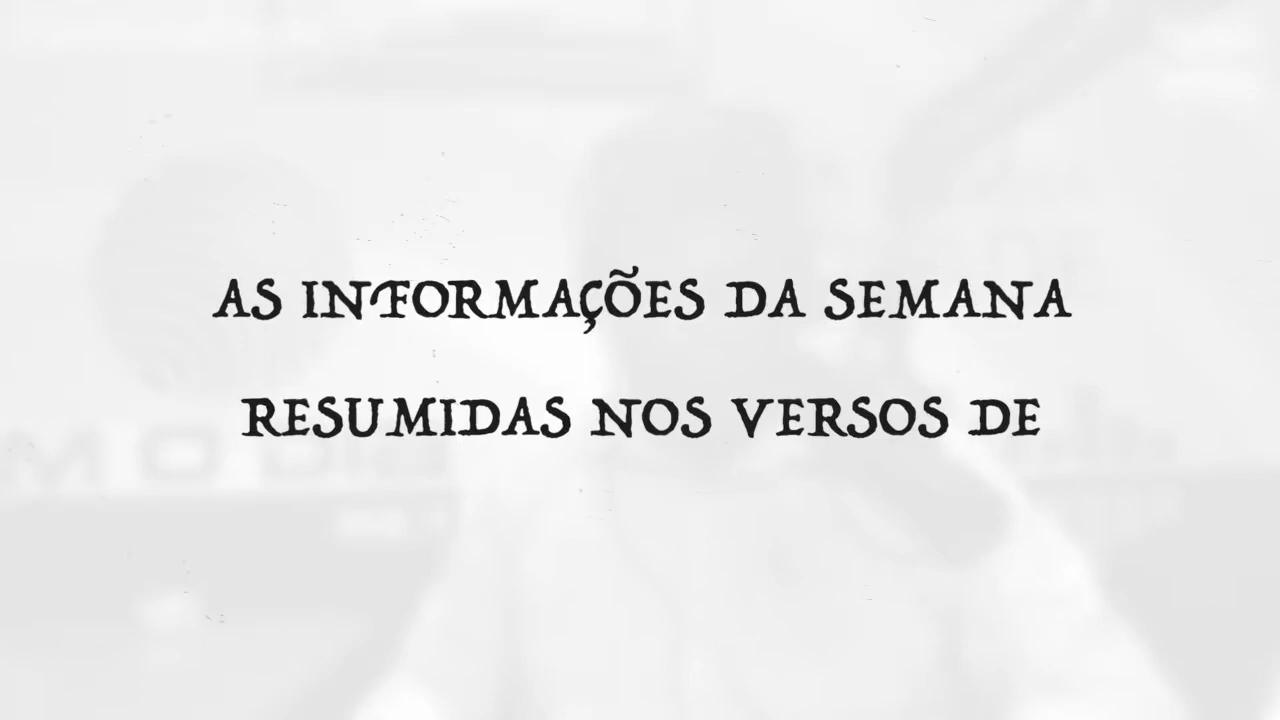 AS INFORMAÇÕES DA SEMANA
RESUMIDAS NOS VERSOS DE